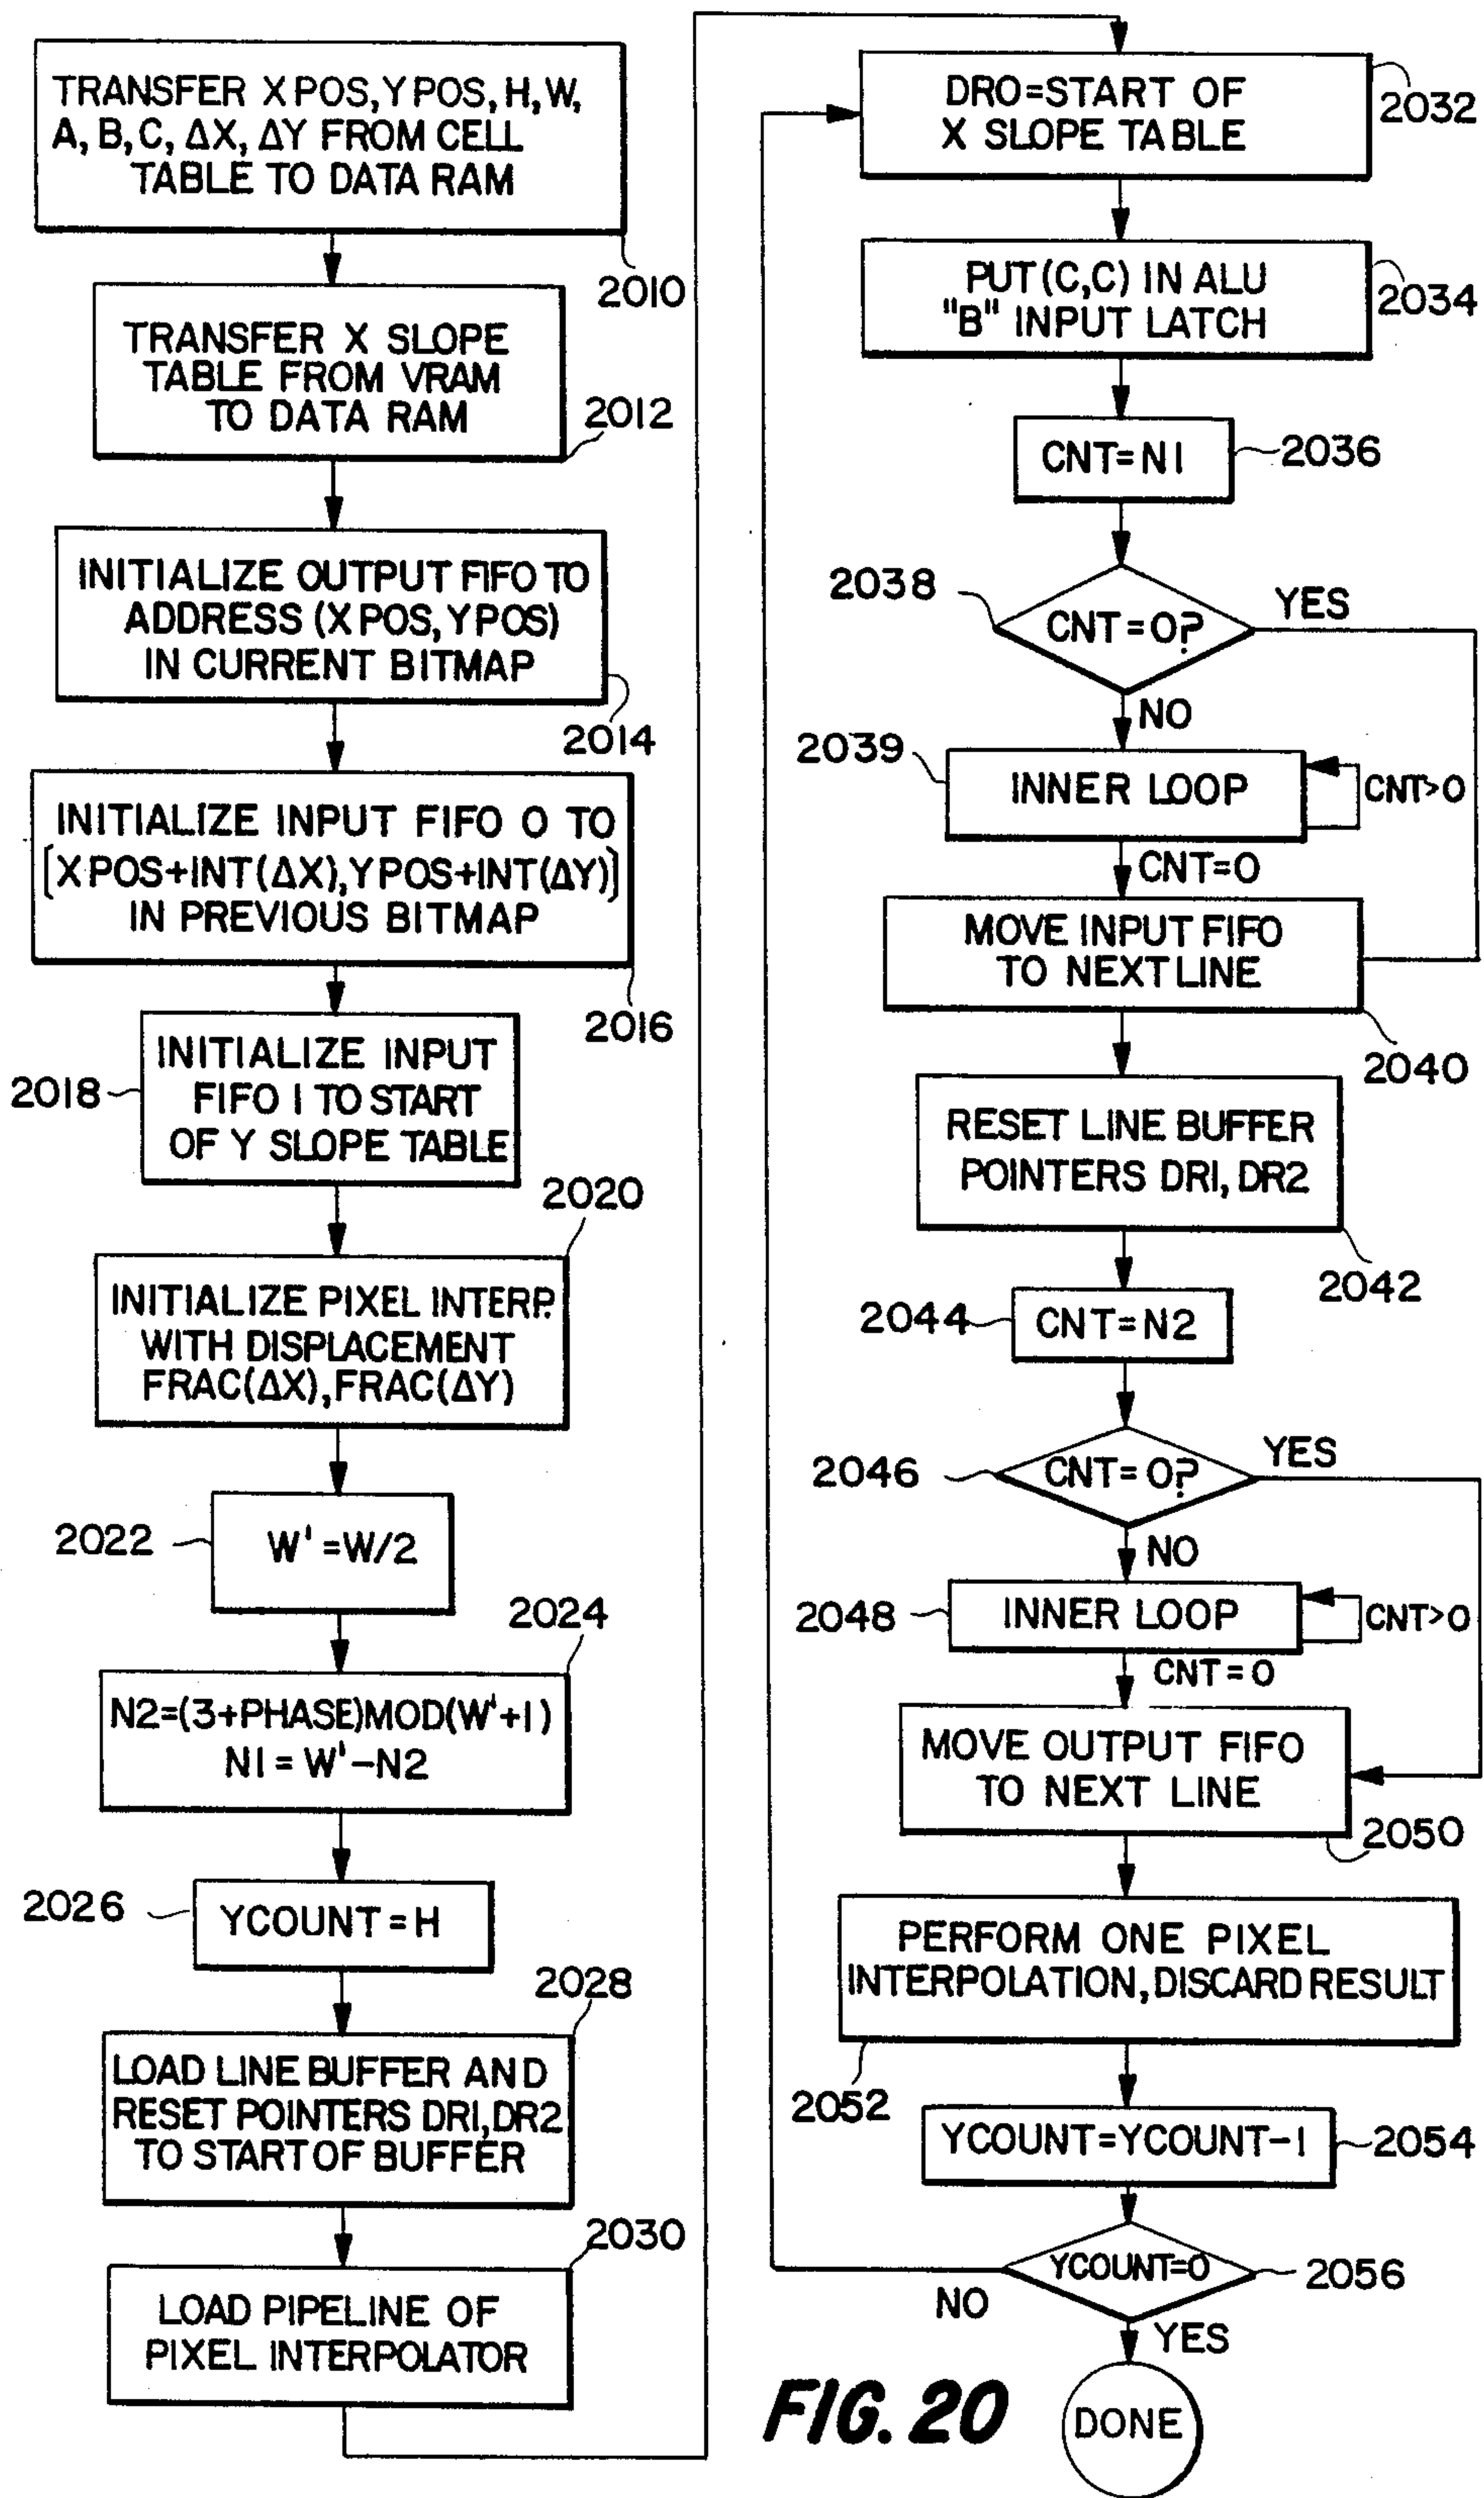 TRANSFER X POS, Y POS, H, W,
A, B, C, ΔX, ΔY FROM CELL
TABLE TO DATA RAM
2010
TRANSFER X SLOPE
TABLE FROM VRAM
TO DATA RAM
2012
INITIALIZE OUTPUT FIFO TO
ADDRESS (X POS, Y POS)
IN CURRENT BITMAP
2014
INITIALIZE INPUT FIFO 0 TO
[X POS+INT(ΔX), Y POS+INT(ΔY)]
IN PREVIOUS BITMAP
2016
INITIALIZE INPUT
FIFO 1 TO START
OF Y SLOPE TABLE
2018
2020
INITIALIZE PIXEL INTERP.
WITH DISPLACEMENT
FRAC(ΔX), FRAC(ΔY)
2022
W'=W/2
2024
N2=(3+PHASE)MOD(W'+1)
N1=W'-N2
2026
YCOUNT=H
2028
LOAD LINE BUFFER AND
RESET POINTERS DR1, DR2
TO START OF BUFFER
2030
LOAD PIPELINE OF
PIXEL INTERPOLATOR
DR0=START OF
X SLOPE TABLE
2032
PUT (C,C) IN ALU
"B" INPUT LATCH
2034
CNT=N1
2036
2038
CNT=0?
YES
NO
2039
INNER LOOP
CNT>0
CNT=0
MOVE INPUT FIFO
TO NEXT LINE
2040
RESET LINE BUFFER
POINTERS DR1, DR2
2042
2044
CNT=N2
2046
CNT=0?
YES
NO
2048
INNER LOOP
CNT>0
CNT=0
MOVE OUTPUT FIFO
TO NEXT LINE
2050
PERFORM ONE PIXEL
INTERPOLATION, DISCARD RESULT
2052
YCOUNT=YCOUNT-1
2054
YCOUNT=0
2056
NO
YES
DONE
FIG. 20